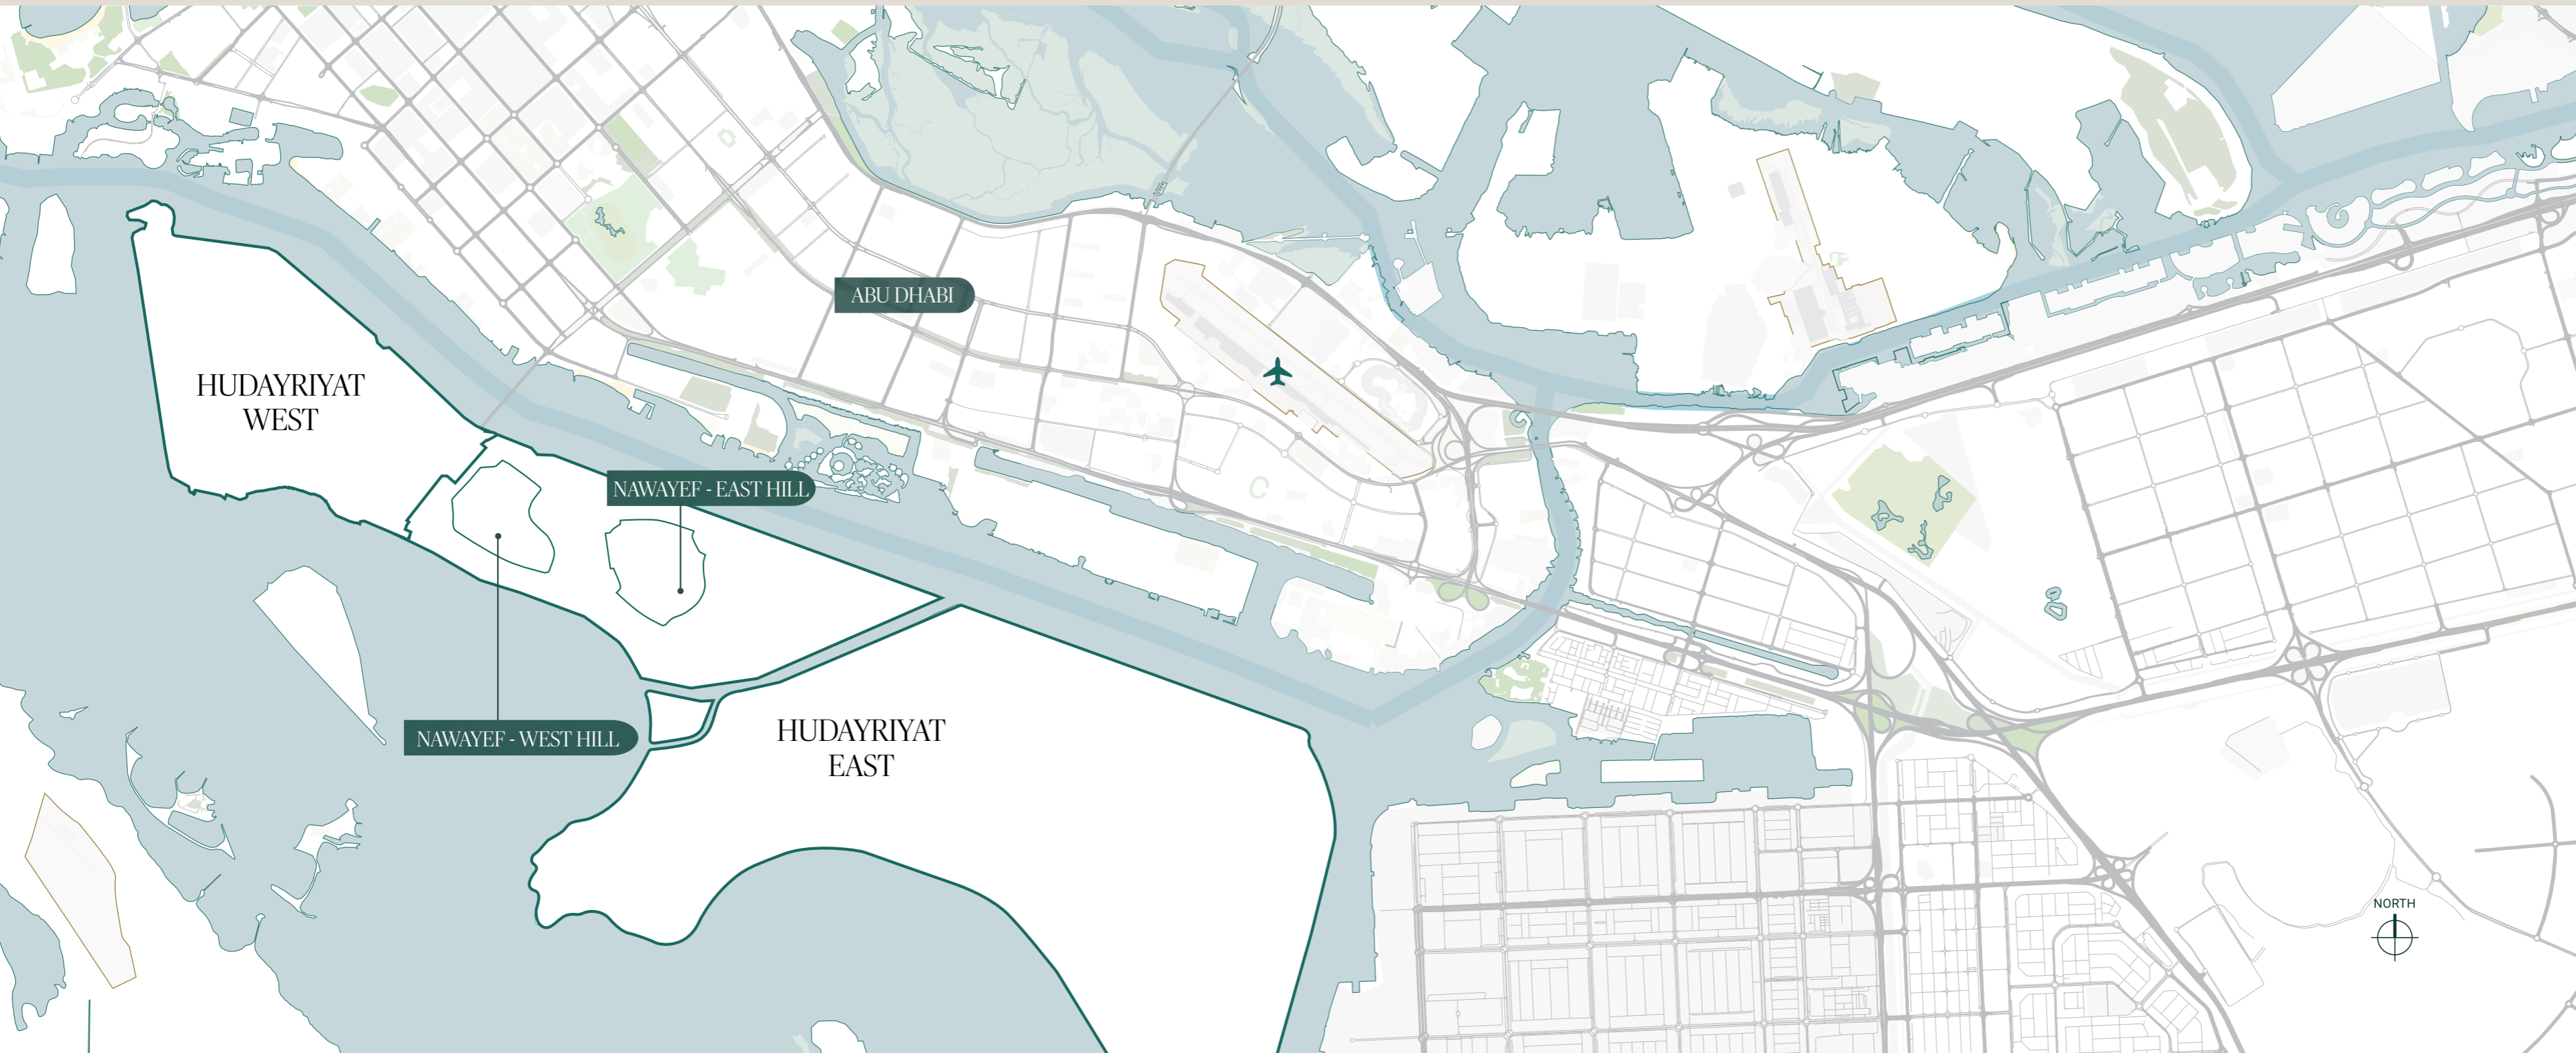 ABU DHABI
HUDAYRIYAT
WEST
NAWAYEF - EAST HILL
NAWAYEF - WEST HILL
HUDAYRIYAT
EAST
NORTH